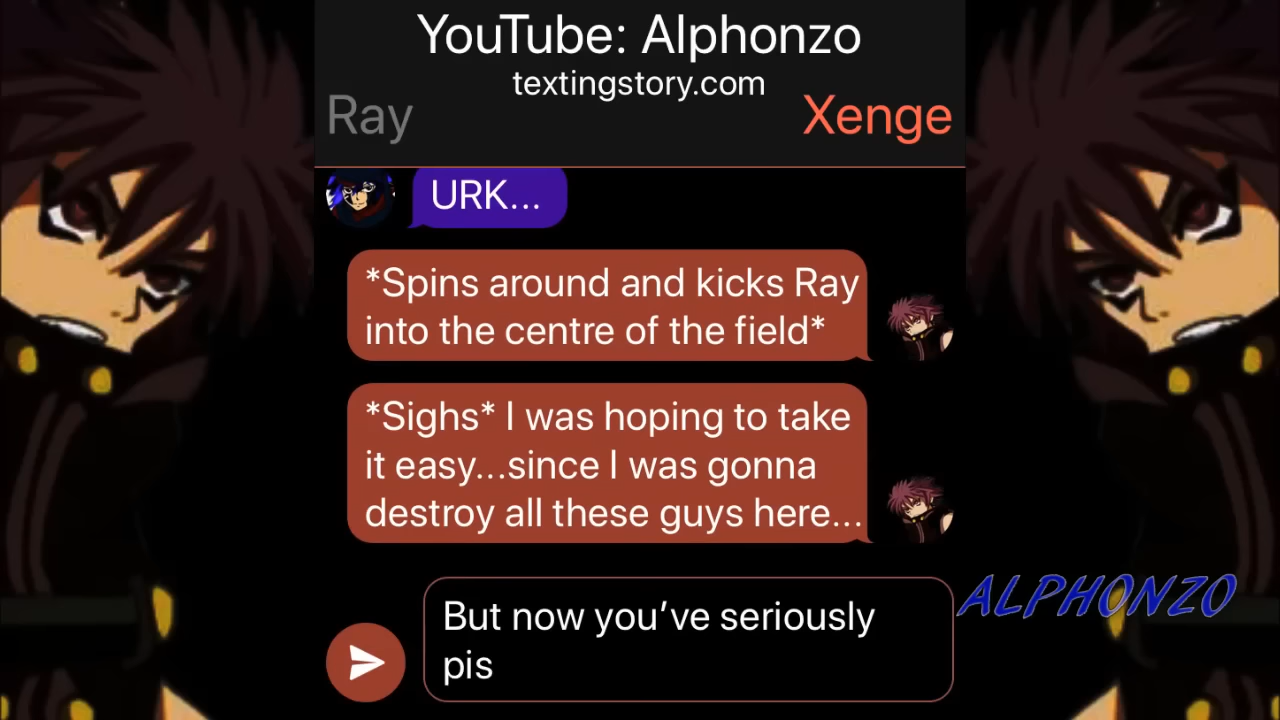 YouTube: Alphonzo
textingstory.com
Ray
Xenge
URK...
*Spins around and kicks Ray
into the centre of the field*
*Sighs* I was hoping to take
it easy...since I was gonna
destroy all these guys here...
But now you’ve seriously
pis
ALPHONZO